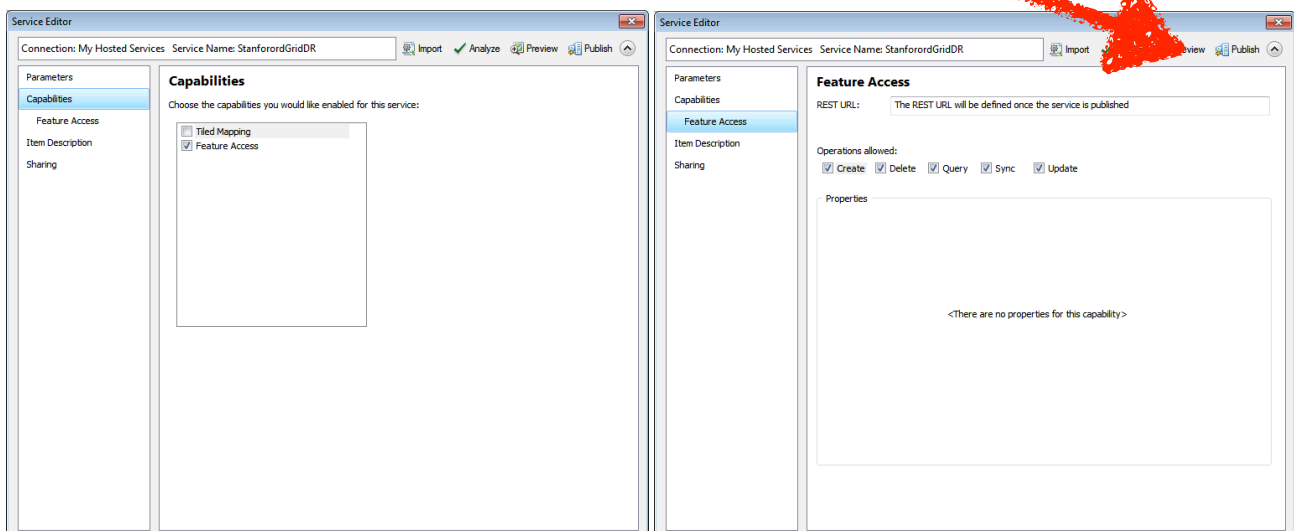 Service Editor
Connection: My Hosted Services Service Name: StanforordGridDR
Import Analyze Preview Publish
Parameters
Capabilities
Feature Access
Item Description
Sharing
Capabilities
Choose the capabilities you would like enabled for this service:
Tiled Mapping
Feature Access
Service Editor
Connection: My Hosted Services Service Name: StanforordGridDR
Import eview Publish
Parameters
Capabilities
Feature Access
Item Description
Sharing
Feature Access
REST URL: The REST URL will be defined once the service is published
Operations allowed:
Create Delete Query Sync Update
Properties
<There are no properties for this capability>